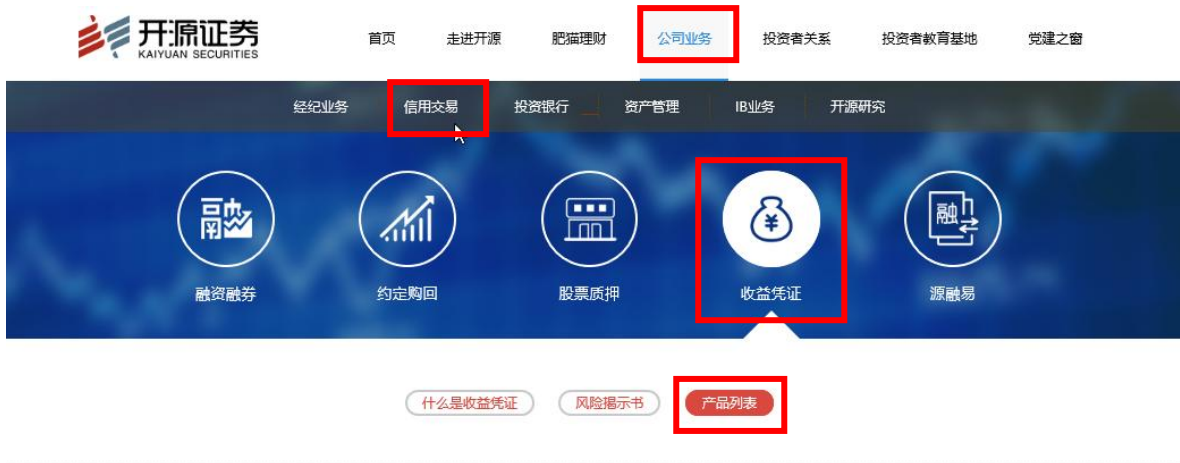 开源证券
KAIYUAN SECURITIES
首页 走进开源 肥猫理财 公司业务 投资者关系 投资者教育基地 党建之窗
经纪业务 信用交易 投资银行 资产管理 IB业务 开源研究
融
融资融券 约定购回 股票质押 收益凭证 源融易
什么是收益凭证 风险揭示书 产品列表